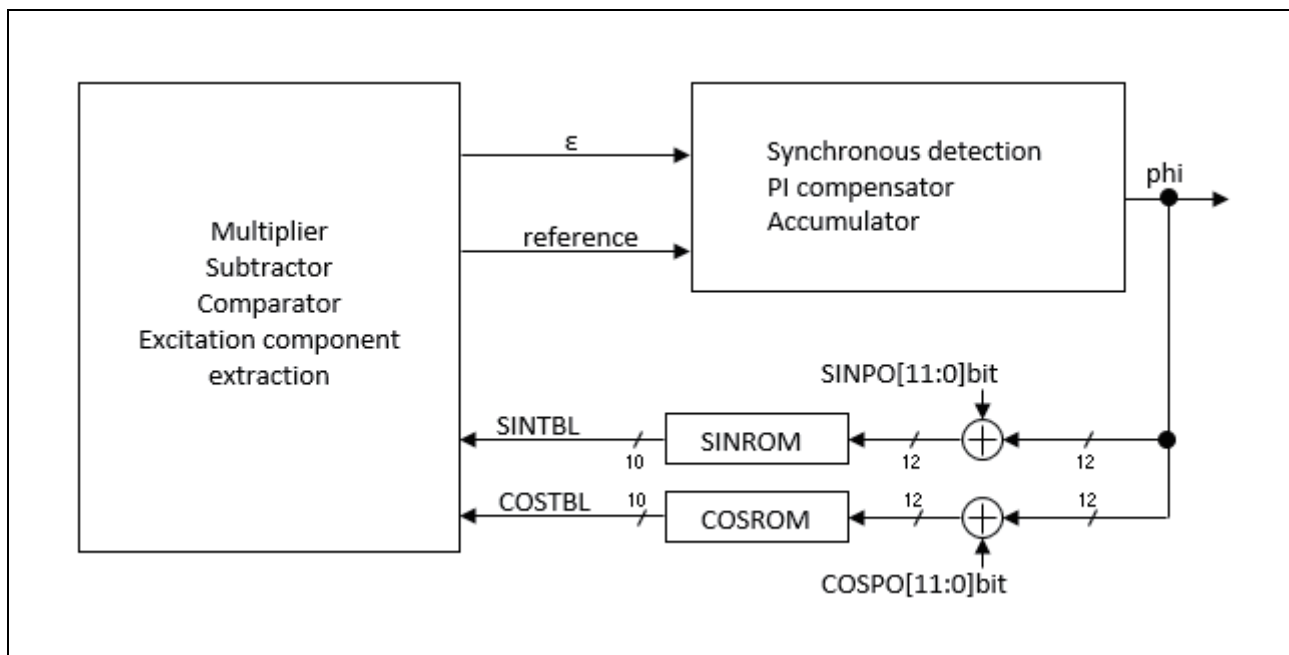 ε
Synchronous detection
PI compensator
Accumulator
phi
Multiplier
Subtractor
Comparator
Excitation component
extraction
reference
SINPO[11:0]bit
SINTBL
10
SINROM
12
12
COSTBL
10
COSROM
12
12
COSPO[11:0]bit